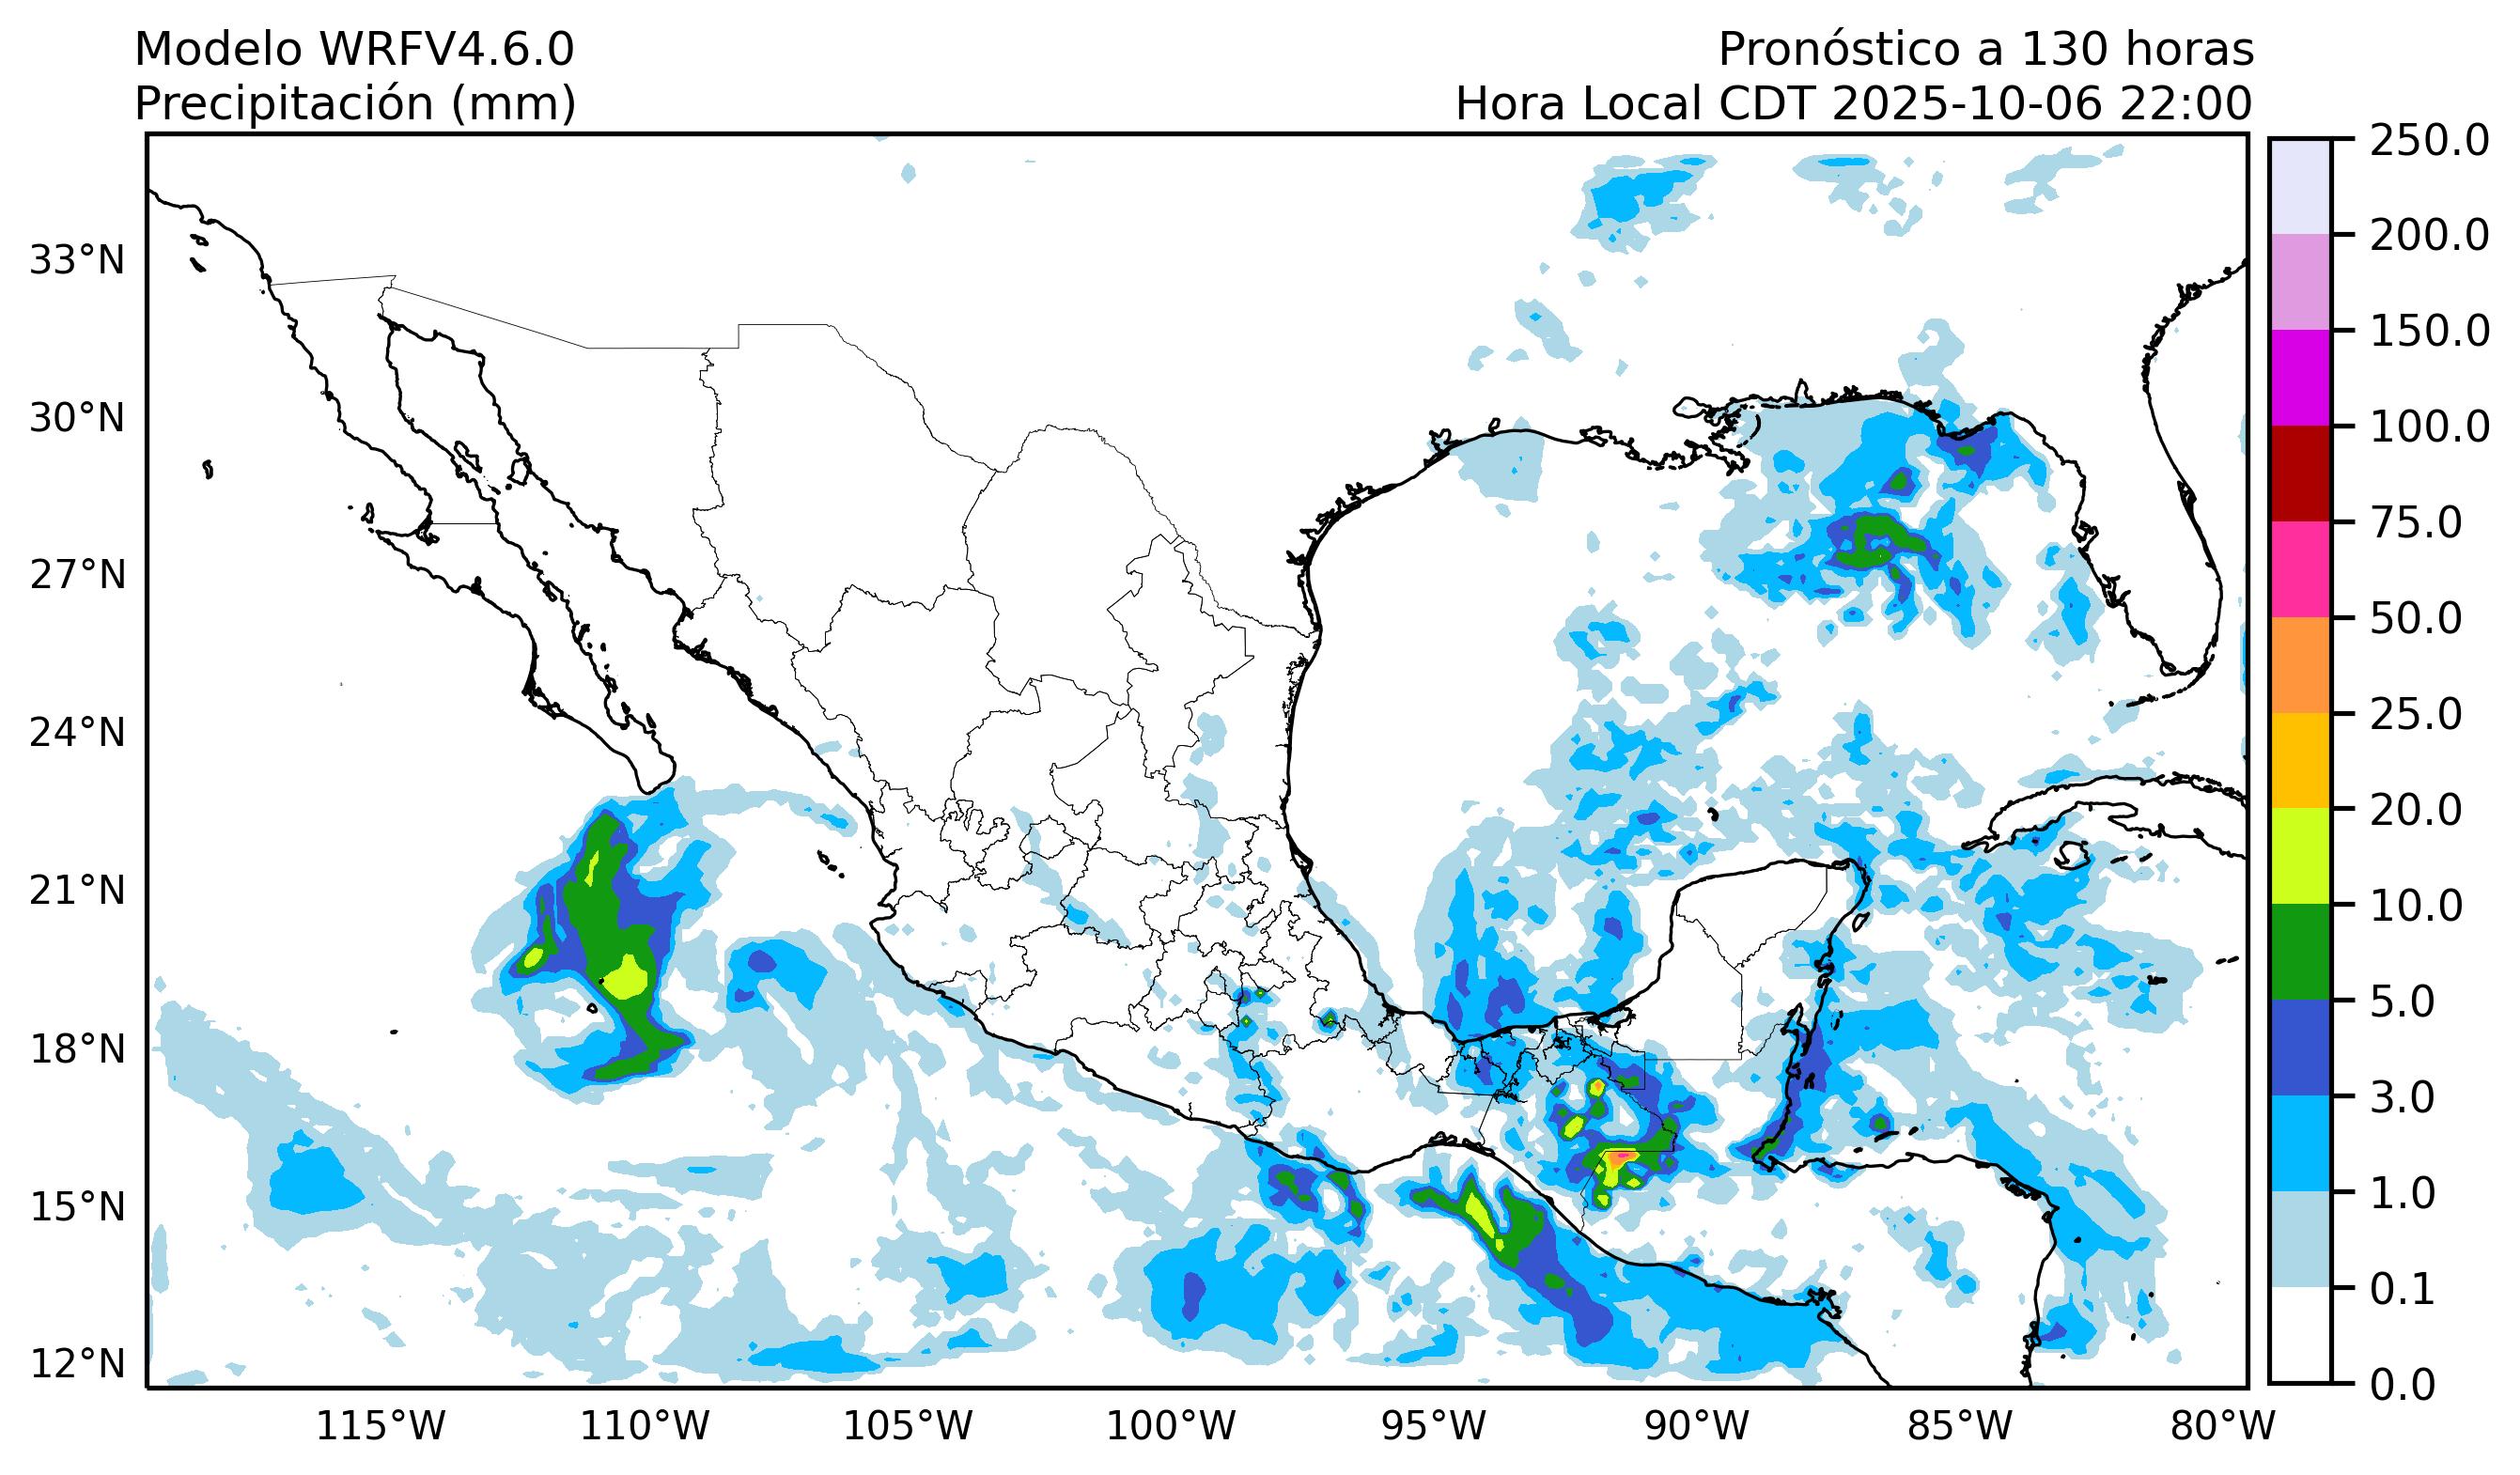 Modelo WRFV4.6.0
Precipitación (mm)
Pronóstico a 130 horas
Hora Local CDT 2025-10-06 22:00
33°N
30°N
27°N
24°N
21°N
18°N
15°N
12°N
115°W
110°W
105°W
100°W
95°W
90°W
85°W
80°W
250.0
200.0
150.0
100.0
75.0
50.0
25.0
20.0
10.0
5.0
3.0
1.0
0.1
0.0